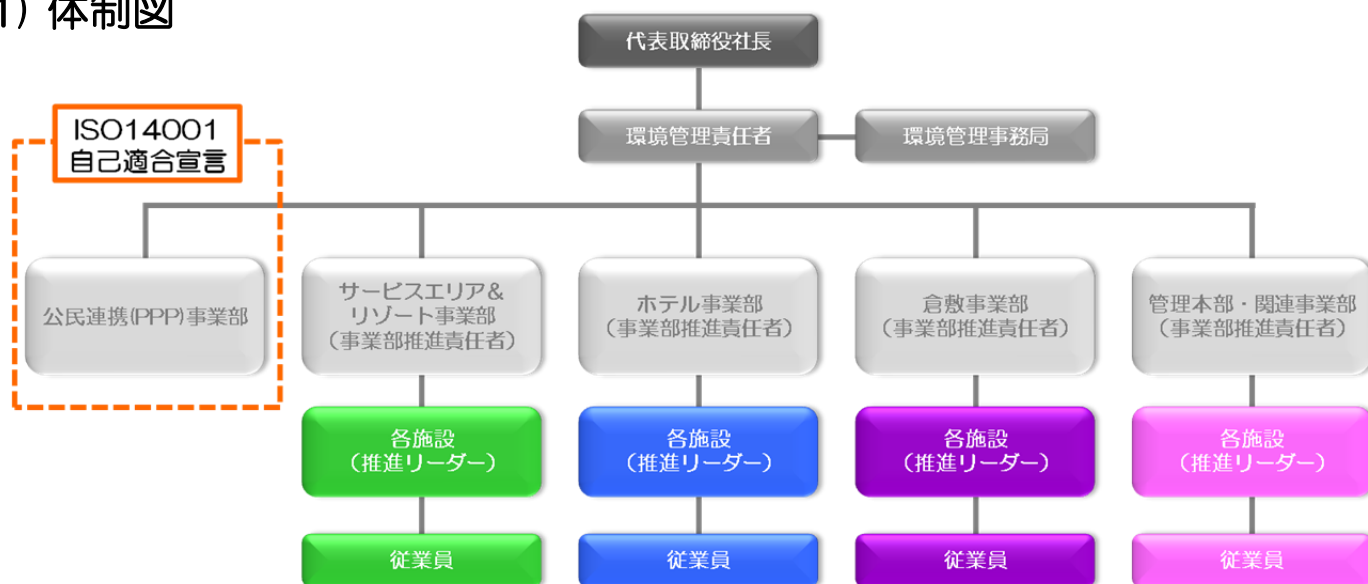 1）体制図
代表取締役社長
ISO14001
自己適合宣言
環境管理責任者
環境管理事務局
公民連携(PPP)事業部
サービスエリア＆
リゾート事業部
（事業部推進責任者）
ホテル事業部
（事業部推進責任者）
倉敷事業部
（事業部推進責任者）
管理本部・関連事業部
（事業部推進責任者）
各施設
（推進リーダー）
各施設
（推進リーダー）
各施設
（推進リーダー）
各施設
（推進リーダー）
従業員
従業員
従業員
従業員